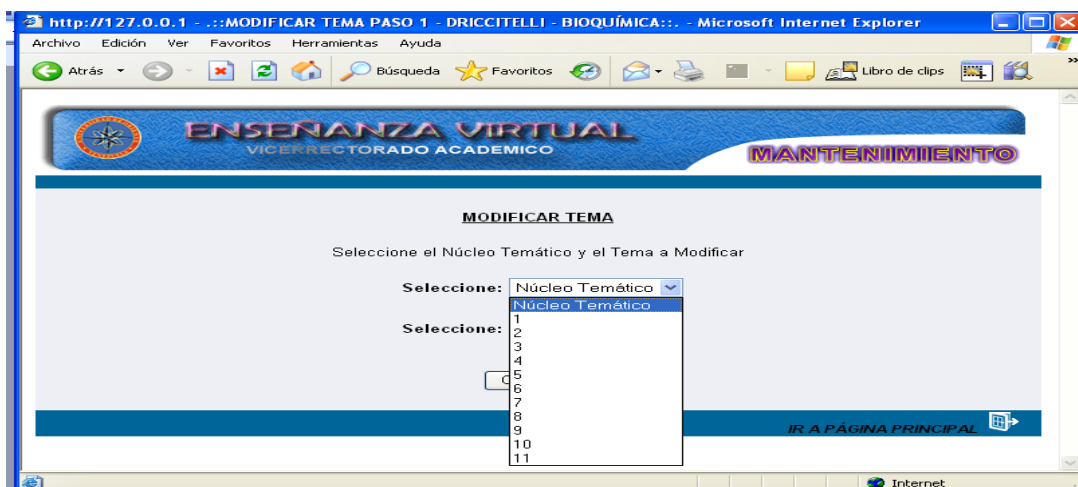 http://127.0.0.1 - .::MODIFICAR TEMA PASO 1 - DRICCITELLI - BIOQUÍMICA::. - Microsoft Internet Explorer
Archivo Edición Ver Favoritos Herramientas Ayuda
Atrás Búsqueda Favoritos Libro de clips
ENSEÑANZA VIRTUAL
VICERRECTORADO ACADEMICO
MANTENIMIENTO
MODIFICAR TEMA
Seleccione el Núcleo Temático y el Tema a Modificar
Seleccione: Núcleo Temático
Núcleo Temático
1
Seleccione:
2
3
4
5
6
7
8
9
10
11
IR A PÁGINA PRINCIPAL
Internet